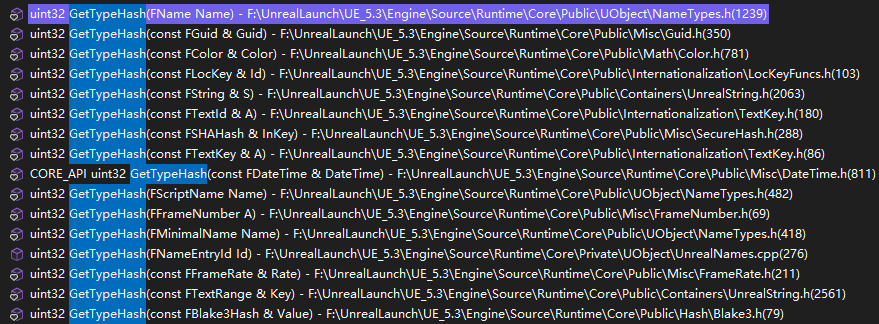 uint32 GetTypeHash(FName Name) - F:\UnrealLaunch\UE_5.3\Engine\Source\Runtime\Core\Public\UObject\NameTypes.h(1239)
uint32 GetTypeHash(const FGuid & Guid) - F:\UnrealLaunch\UE_5.3\Engine\Source\Runtime\Core\Public\Misc\Guid.h(350)
uint32 GetTypeHash(const FColor & Color) - F:\UnrealLaunch\UE_5.3\Engine\Source\Runtime\Core\Public\Math\Color.h(781)
uint32 GetTypeHash(const FLocKey & Id) - F:\UnrealLaunch\UE_5.3\Engine\Source\Runtime\Core\Public\Internationalization\LocKeyFuncs.h(103)
uint32 GetTypeHash(const FString & S) - F:\UnrealLaunch\UE_5.3\Engine\Source\Runtime\Core\Public\Containers\UnrealString.h(2063)
uint32 GetTypeHash(const FTextId & A) - F:\UnrealLaunch\UE_5.3\Engine\Source\Runtime\Core\Public\Internationalization\TextKey.h(180)
uint32 GetTypeHash(const FSHAHash & InKey) - F:\UnrealLaunch\UE_5.3\Engine\Source\Runtime\Core\Public\Misc\SecureHash.h(288)
uint32 GetTypeHash(const FTextKey & A) - F:\UnrealLaunch\UE_5.3\Engine\Source\Runtime\Core\Public\Internationalization\TextKey.h(86)
CORE_API uint32 GetTypeHash(const FDateTime & DateTime) - F:\UnrealLaunch\UE_5.3\Engine\Source\Runtime\Core\Public\Misc\DateTime.h(811)
uint32 GetTypeHash(FScriptName Name) - F:\UnrealLaunch\UE_5.3\Engine\Source\Runtime\Core\Public\UObject\NameTypes.h(482)
uint32 GetTypeHash(FFrameNumber A) - F:\UnrealLaunch\UE_5.3\Engine\Source\Runtime\Core\Public\Misc\FrameNumber.h(69)
uint32 GetTypeHash(FMinimalName Name) - F:\UnrealLaunch\UE_5.3\Engine\Source\Runtime\Core\Public\UObject\NameTypes.h(418)
uint32 GetTypeHash(FNameEntryId Id) - F:\UnrealLaunch\UE_5.3\Engine\Source\Runtime\Core\Private\UObject\UnrealNames.cpp(276)
uint32 GetTypeHash(const FFrameRate & Rate) - F:\UnrealLaunch\UE_5.3\Engine\Source\Runtime\Core\Public\Misc\FrameRate.h(211)
uint32 GetTypeHash(const FTextRange & Key) - F:\UnrealLaunch\UE_5.3\Engine\Source\Runtime\Core\Public\Containers\UnrealString.h(2561)
uint32 GetTypeHash(const FBlake3Hash & Value) - F:\UnrealLaunch\UE_5.3\Engine\Source\Runtime\Core\Public\Hash\Blake3.h(79)